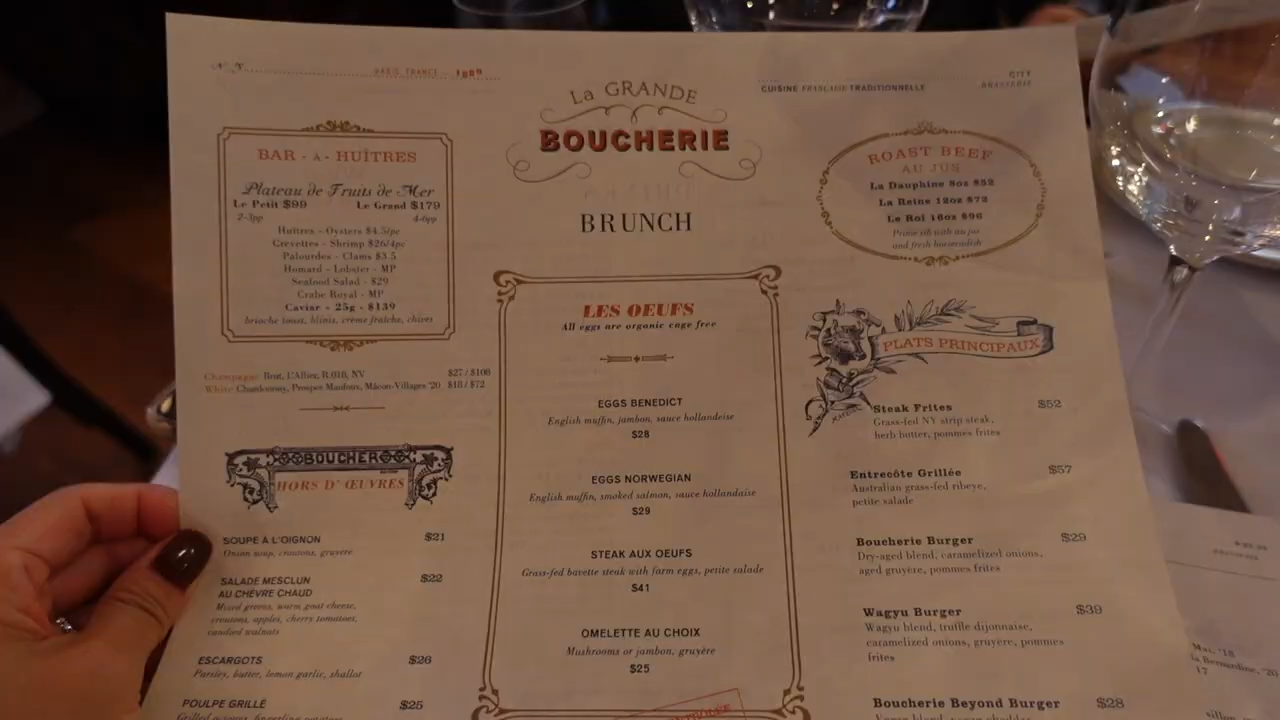 PARIS, FRANCE - 1909
CUISINE FRANÇAISE TRADITIONNELLE
CITY
BRASSERIE
La GRANDE
BOUCHERIE
BRUNCH
BAR - A - HUÎTRES
Plateau de Fruits de Mer
Le Petit $99 Le Grand $179
2-3pp 4-6pp
Huîtres - Oysters $4.5/pc
Crevettes - Shrimp $26/4pc
Palourdes - Clams $3.5
Homard - Lobster - MP
Seafood Salad - $29
Crabe Royal - MP
Caviar - 25g - $139
brioche toast, blinis, crème fraîche, chives
Champagne Brut, L'Allier, R.018, NV $27 / $106
White Chardonnay, Prosper Maufoux, Mâcon-Villages '20 $18 / $72
BOUCHER
HORS D' ŒUVRES
SOUPE À L'OIGNON $21
Onion soup, croutons, gruyère
SALADE MESCLUN $22
AU CHÈVRE CHAUD
Mixed greens, warm goat cheese,
croutons, apples, cherry tomatoes,
candied walnuts
ESCARGOTS $26
Parsley, butter, lemon garlic, shallot
POULPE GRILLÉ $25
LES OEUFS
All eggs are organic cage free
EGGS BENEDICT
English muffin, jambon, sauce hollandeise
$28
EGGS NORWEGIAN
English muffin, smoked salmon, sauce hollandaise
$29
STEAK AUX OEUFS
Grass-fed bavette steak with farm eggs, petite salade
$41
OMELETTE AU CHOIX
Mushrooms or jambon, gruyère
$25
ROAST BEEF
AU JUS
La Dauphine 8oz $52
La Reine 12oz $72
Le Roi 16oz $96
Prime rib with au jus
and fresh horseradish
PLATS PRINCIPAUX
Steak Frites $52
Grass-fed NY strip steak,
herb butter, pommes frites
Entrecôte Grillée $57
Australian grass-fed ribeye,
petite salade
Boucherie Burger $29
Dry-aged blend, caramelized onions,
aged gruyère, pommes frites
Wagyu Burger $39
Wagyu blend, truffle dijonnaise,
caramelized onions, gruyère, pommes
frites
Boucherie Beyond Burger $28
Bernardine, '20
17